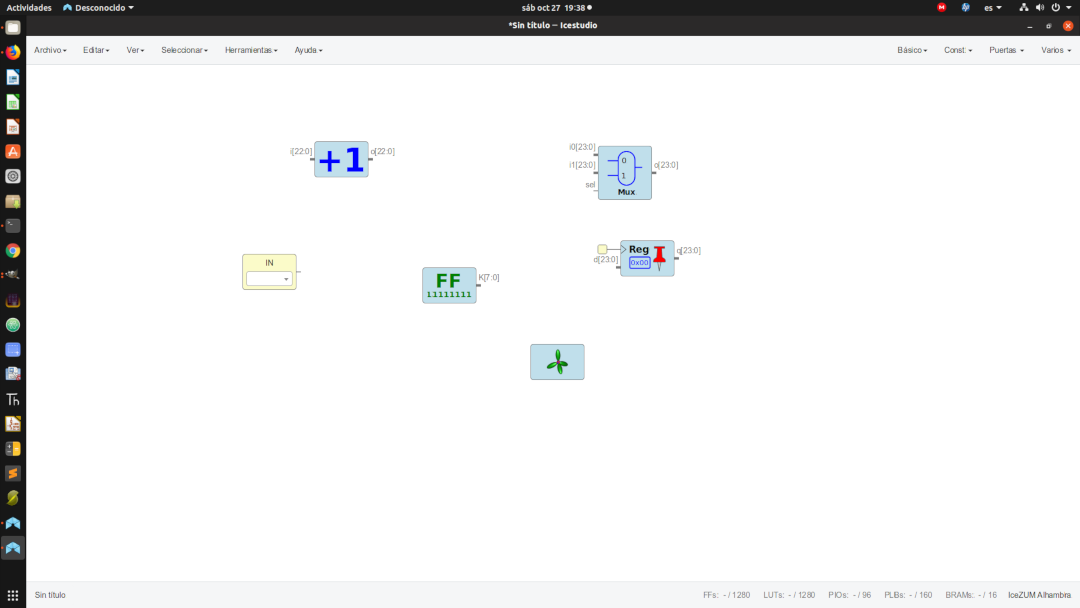 Actividades Desconocido sáb oct 27 19:38 es
*Sin título — Icestudio
Archivo Editar Ver Seleccionar Herramientas Ayuda Básico Const. Puertas Varios
i[22:0] +1 o[22:0]
i0[23:0]
i1[23:0]
sel
0
1
Mux
o[23:0]
Reg
0x00
d[23:0]
q[23:0]
IN
FF
11111111
K[7:0]
Th
Sin título FFs: - / 1280 LUTs: - / 1280 PIOs: - / 96 PLBs: - / 160 BRAMs: - / 16 IceZUM Alhambra